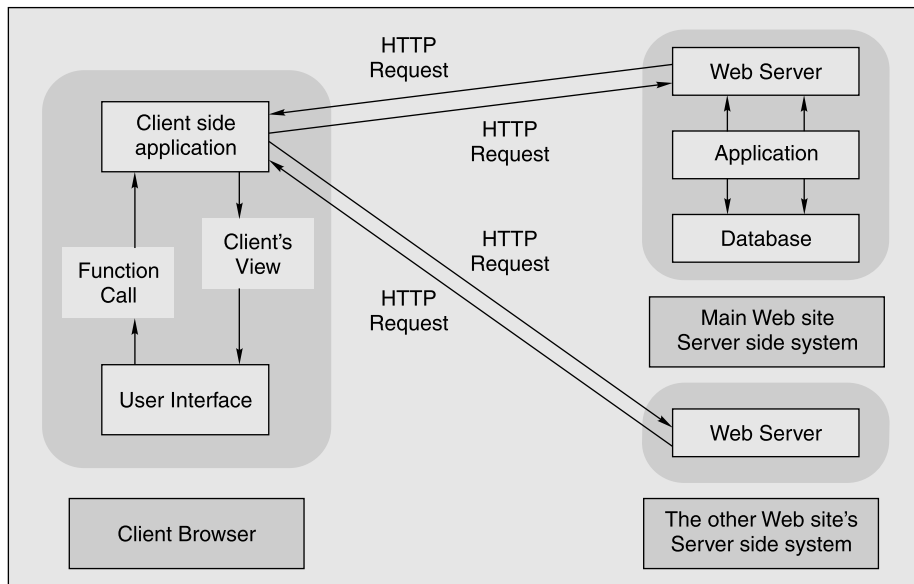 HTTP
Request
Client side
application
Function
Call
Client's
View
User Interface
Client Browser
HTTP
Request
HTTP
Request
HTTP
Request
Web Server
Application
Database
Main Web site
Server side system
Web Server
The other Web site's
Server side system